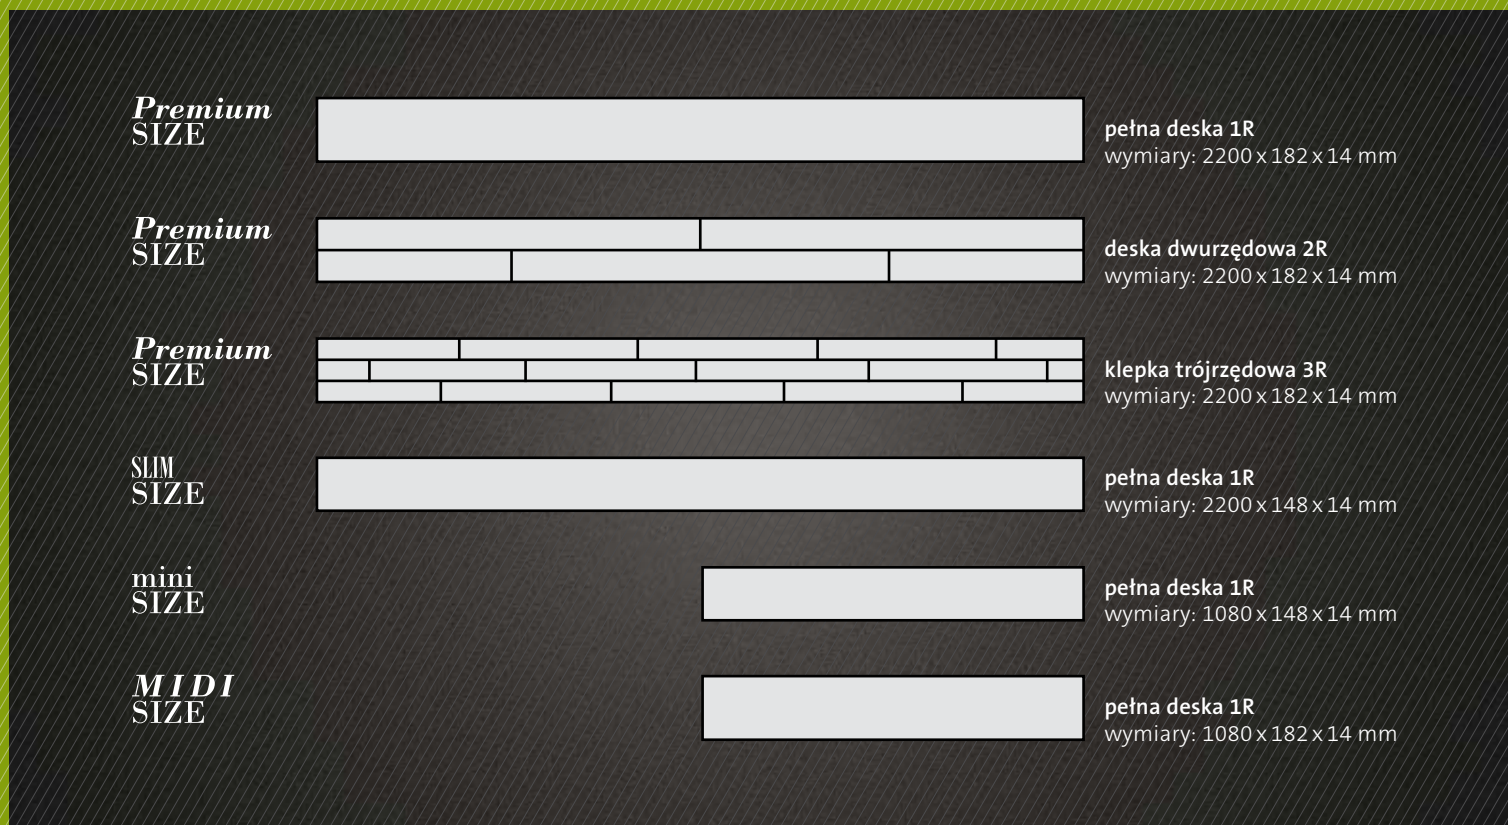 Premium
SIZE
pełna deska 1R
wymiary: 2200 x 182 x 14 mm
Premium
SIZE
deska dwurzędowa 2R
wymiary: 2200 x 182 x 14 mm
Premium
SIZE
klepka trójrzędowa 3R
wymiary: 2200 x 182 x 14 mm
SLIM
SIZE
pełna deska 1R
wymiary: 2200 x 148 x 14 mm
mini
SIZE
pełna deska 1R
wymiary: 1080 x 148 x 14 mm
MIDI
SIZE
pełna deska 1R
wymiary: 1080 x 182 x 14 mm